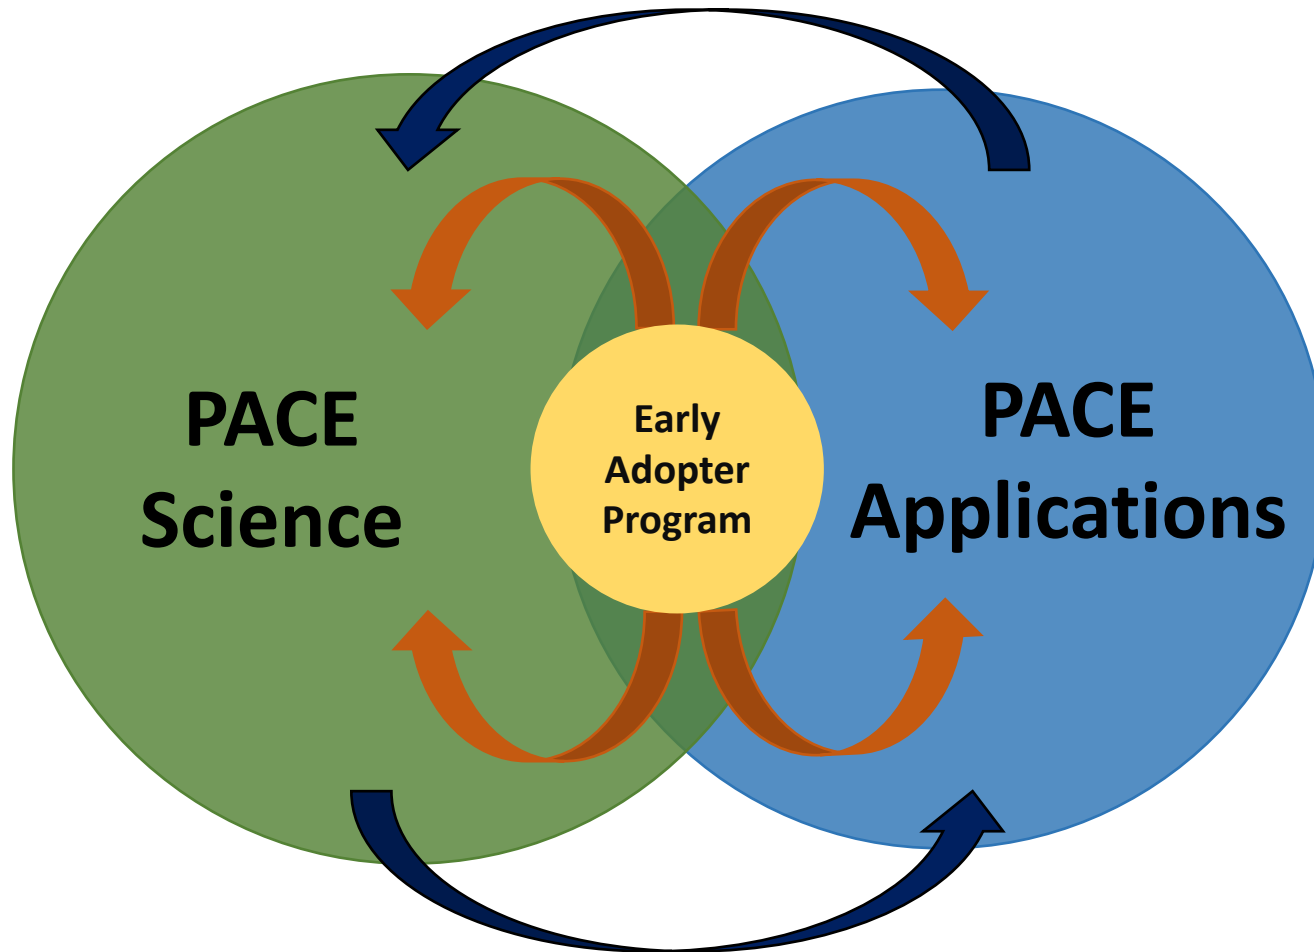 PACE
Science
Early
Adopter
Program
PACE
Applications